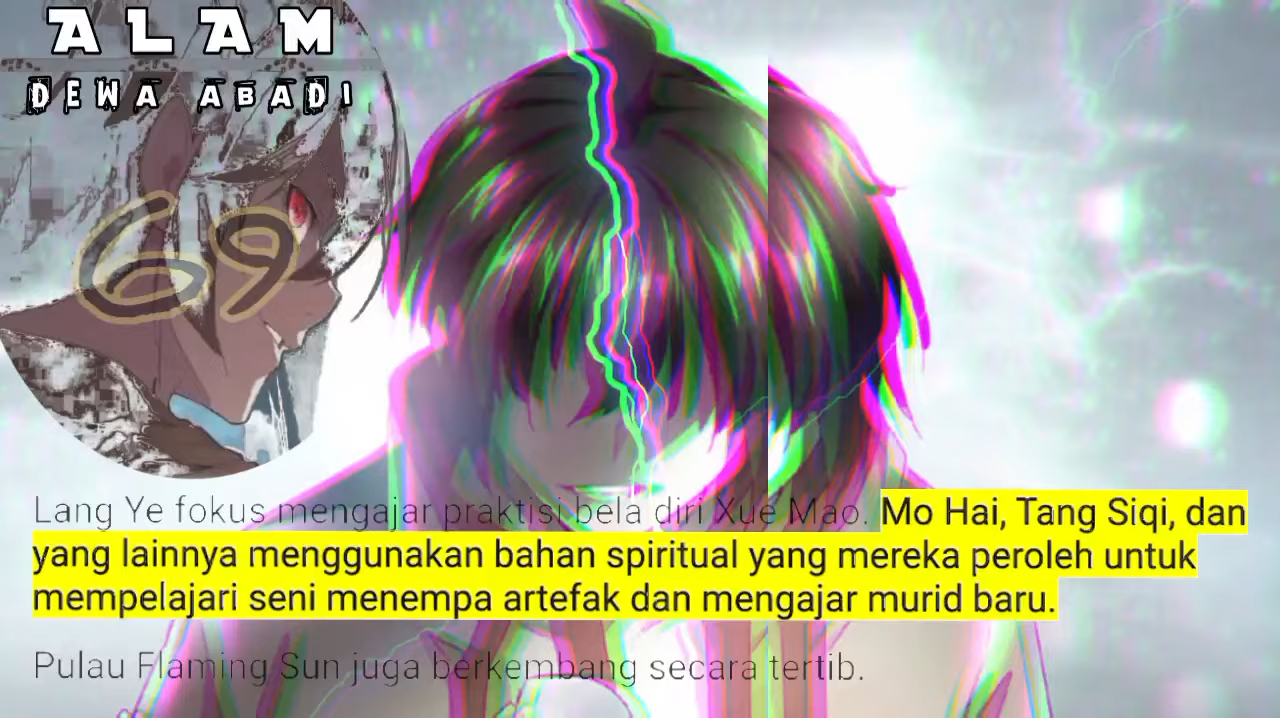 ALAM
DEWA ABADI
69
Lang Ye fokus mengajar praktisi bela diri Xue Mao. Mo Hai, Tang Siqi, dan
yang lainnya menggunakan bahan spiritual yang mereka peroleh untuk
mempelajari seni menempa artefak dan mengajar murid baru.
Pulau Flaming Sun juga berkembang secara tertib.